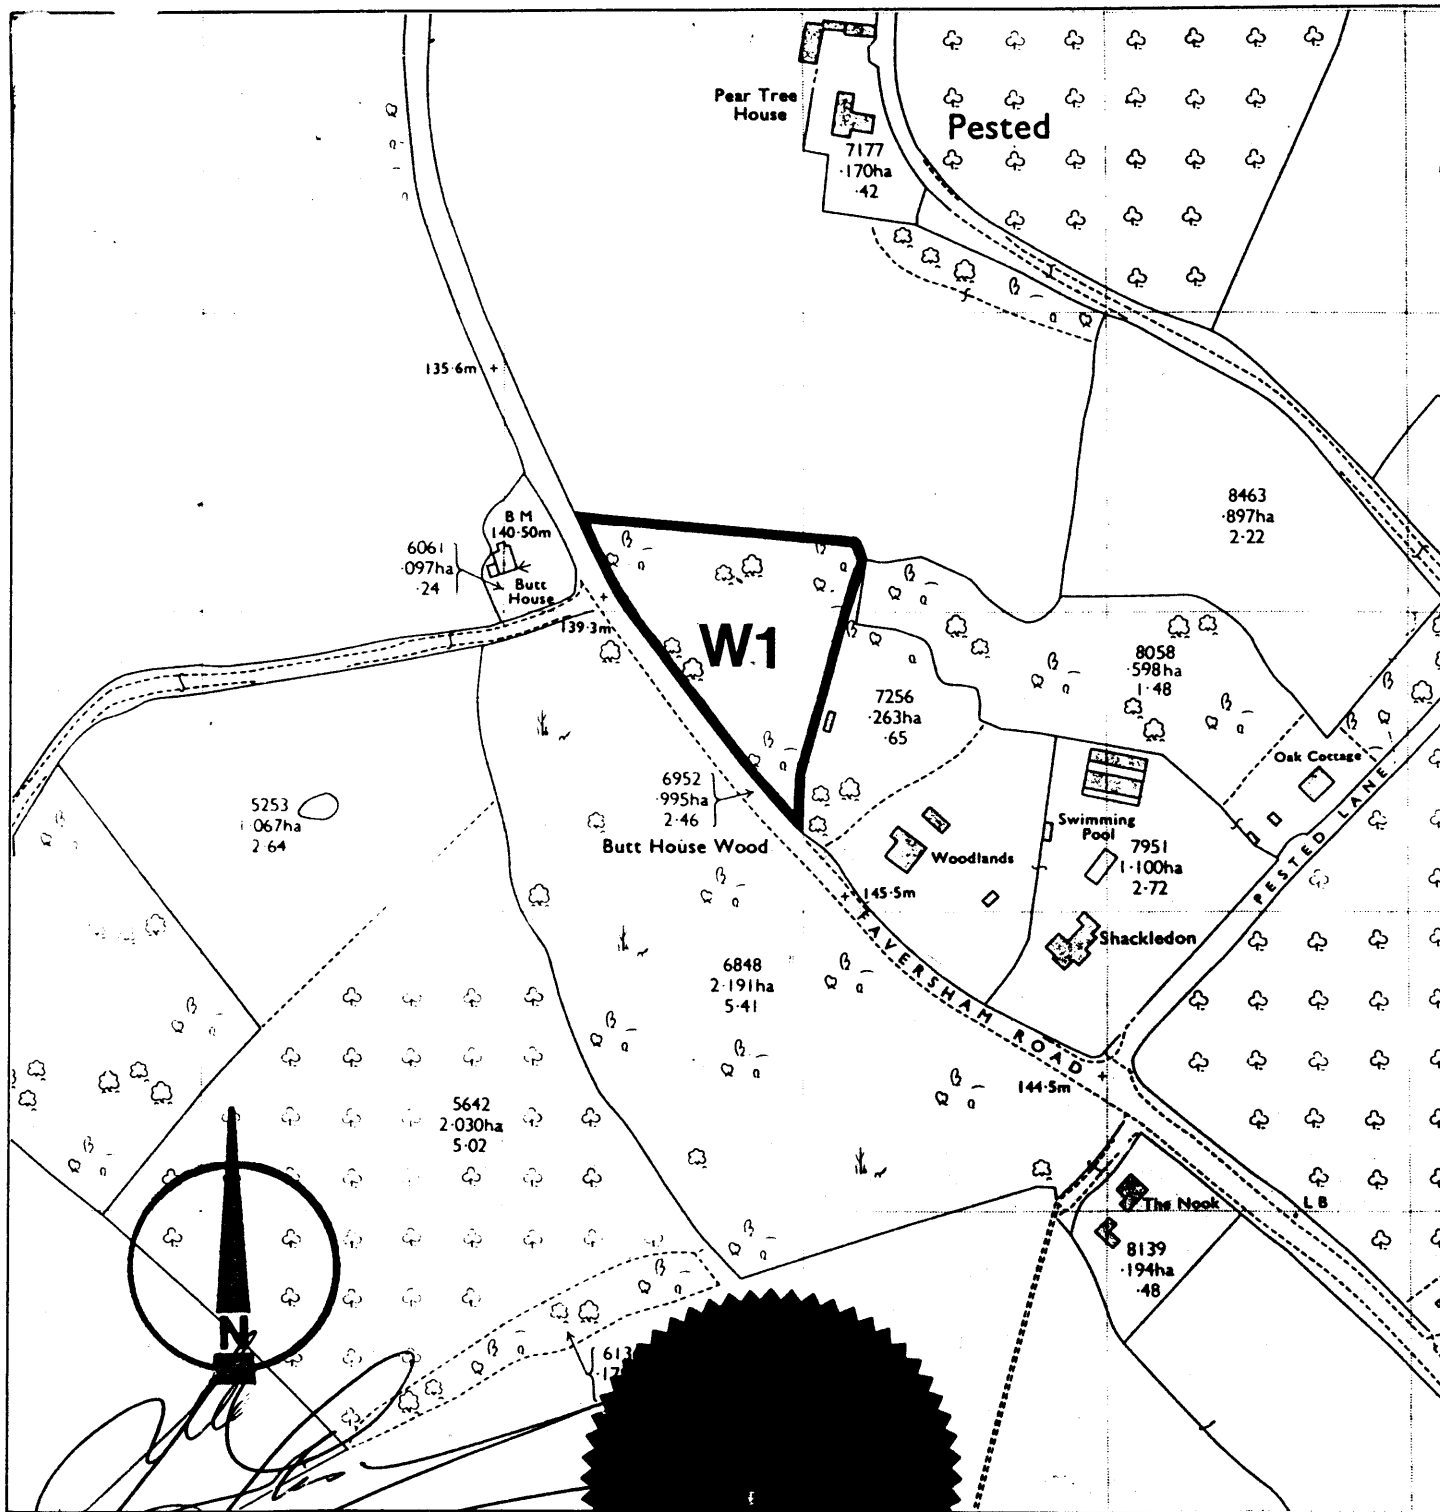 Pear Tree
House
Pested
7177
·170ha
·42
135·6m
8463
·897ha
2·22
B M
140·50m
6061
·097ha
·24
Butt
House
139·3m
W1
8058
·598ha
1·48
7256
·263ha
·65
Oak Cottage
6952
·995ha
2·46
5253
1·067ha
2·64
Butt House Wood
Swimming
Pool
7951
1·100ha
2·72
Woodlands
PESTED LANE
145·5m
Shackledon
FAVERSHAM ROAD
6848
2·191ha
5·41
144·5m
5642
2·030ha
5·02
The Nook
L B
8139
·194ha
·48
N
613
·17